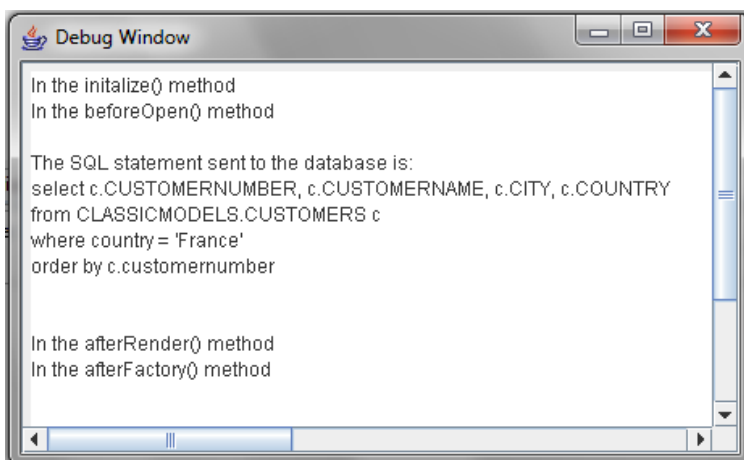 Debug Window
In the initalize() method
In the beforeOpen() method
The SQL statement sent to the database is:
select c.CUSTOMERNUMBER, c.CUSTOMERNAME, c.CITY, c.COUNTRY
from CLASSICMODELS.CUSTOMERS c
where country = 'France'
order by c.customernumber
In the afterRender() method
In the afterFactory() method